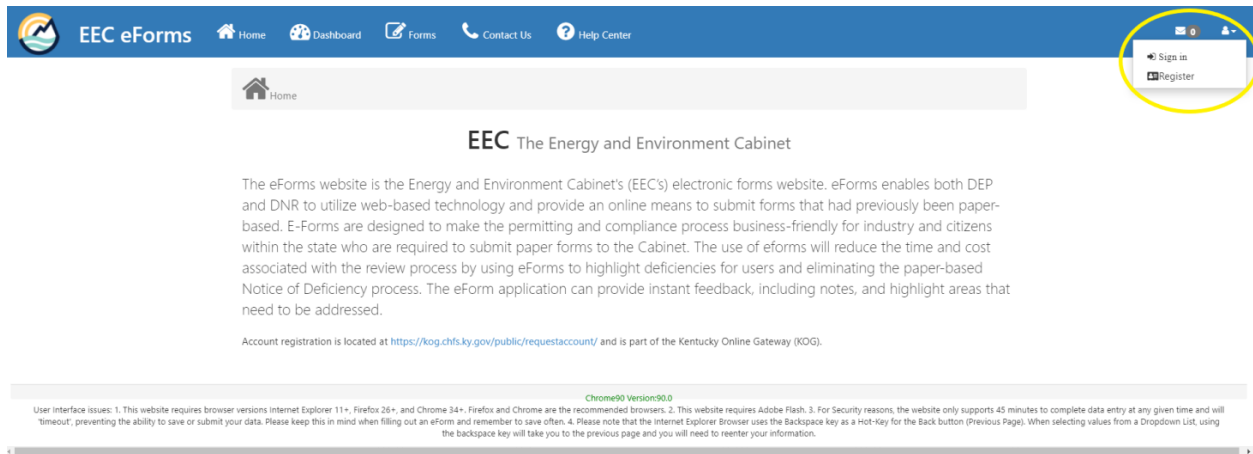 EEC eForms Home Dashboard Forms Contact Us Help Center 0
Sign in
Register
Home
EEC The Energy and Environment Cabinet
The eForms website is the Energy and Environment Cabinet's (EEC's) electronic forms website. eForms enables both DEP
and DNR to utilize web-based technology and provide an online means to submit forms that had previously been paper-
based. E-Forms are designed to make the permitting and compliance process business-friendly for industry and citizens
within the state who are required to submit paper forms to the Cabinet. The use of eforms will reduce the time and cost
associated with the review process by using eForms to highlight deficiencies for users and eliminating the paper-based
Notice of Deficiency process. The eForm application can provide instant feedback, including notes, and highlight areas that
need to be addressed.
Account registration is located at https://kog.chfs.ky.gov/public/requestaccount/ and is part of the Kentucky Online Gateway (KOG).
Chrome90 Version:90.0
User Interface issues: 1. This website requires browser versions Internet Explorer 11+, Firefox 26+, and Chrome 34+. Firefox and Chrome are the recommended browsers. 2. This website requires Adobe Flash. 3. For Security reasons, the website only supports 45 minutes to complete data entry at any given time and will
'timeout', preventing the ability to save or submit your data. Please keep this in mind when filling out an eForm and remember to save often. 4. Please note that the Internet Explorer Browser uses the Backspace key as a Hot-Key for the Back button (Previous Page). When selecting values from a Dropdown List, using
the backspace key will take you to the previous page and you will need to reenter your information.